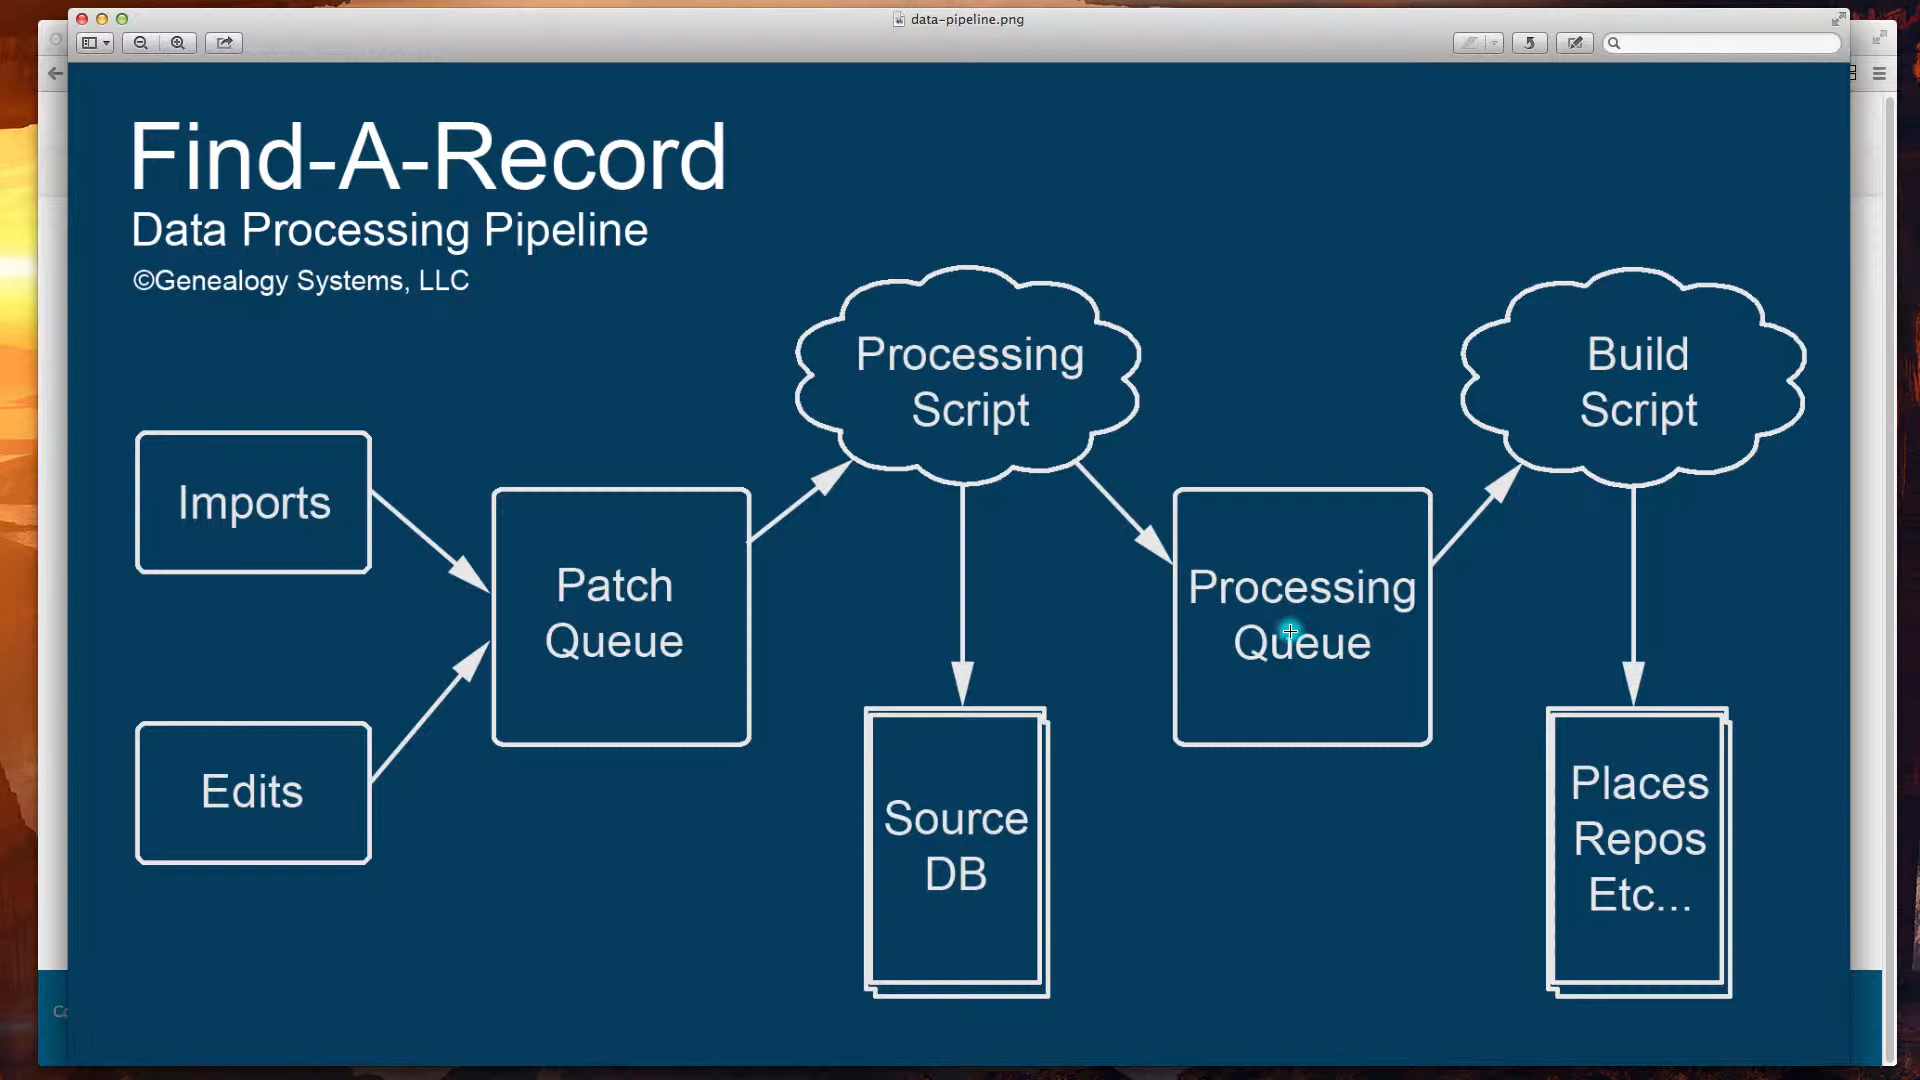 data-pipeline.png
Find-A-Record
Data Processing Pipeline
©Genealogy Systems, LLC
Processing
Script
Build
Script
Imports
Patch
Queue
Processing
Queue
Edits
Source
DB
Places
Repos
Etc...
Co